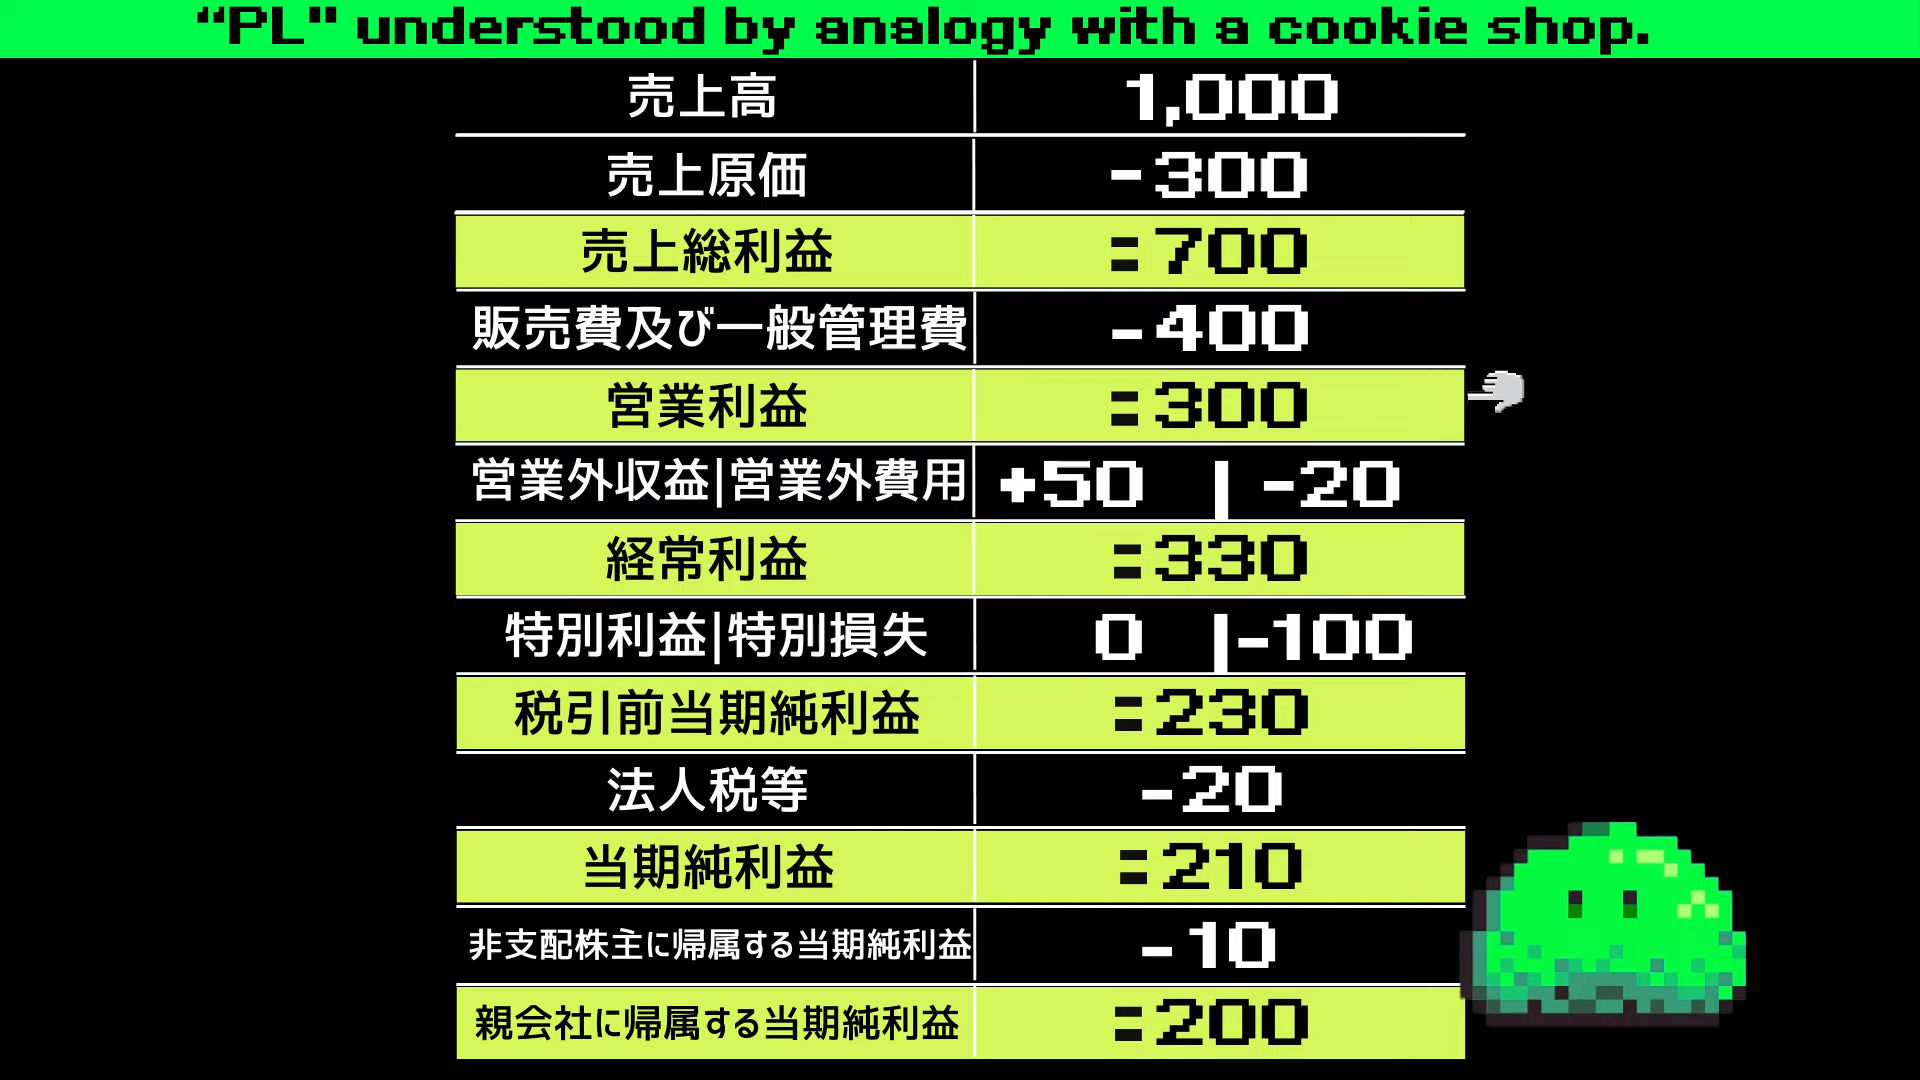 “PL" understood by analogy with a cookie shop.
売上高 1,000
売上原価 -300
売上総利益 =700
販売費及び一般管理費 -400
営業利益 =300
営業外収益|営業外費用 +50 | -20
経常利益 =330
特別利益|特別損失 0 |-100
税引前当期純利益 =230
法人税等 -20
当期純利益 =210
非支配株主に帰属する当期純利益 -10
親会社に帰属する当期純利益 =200